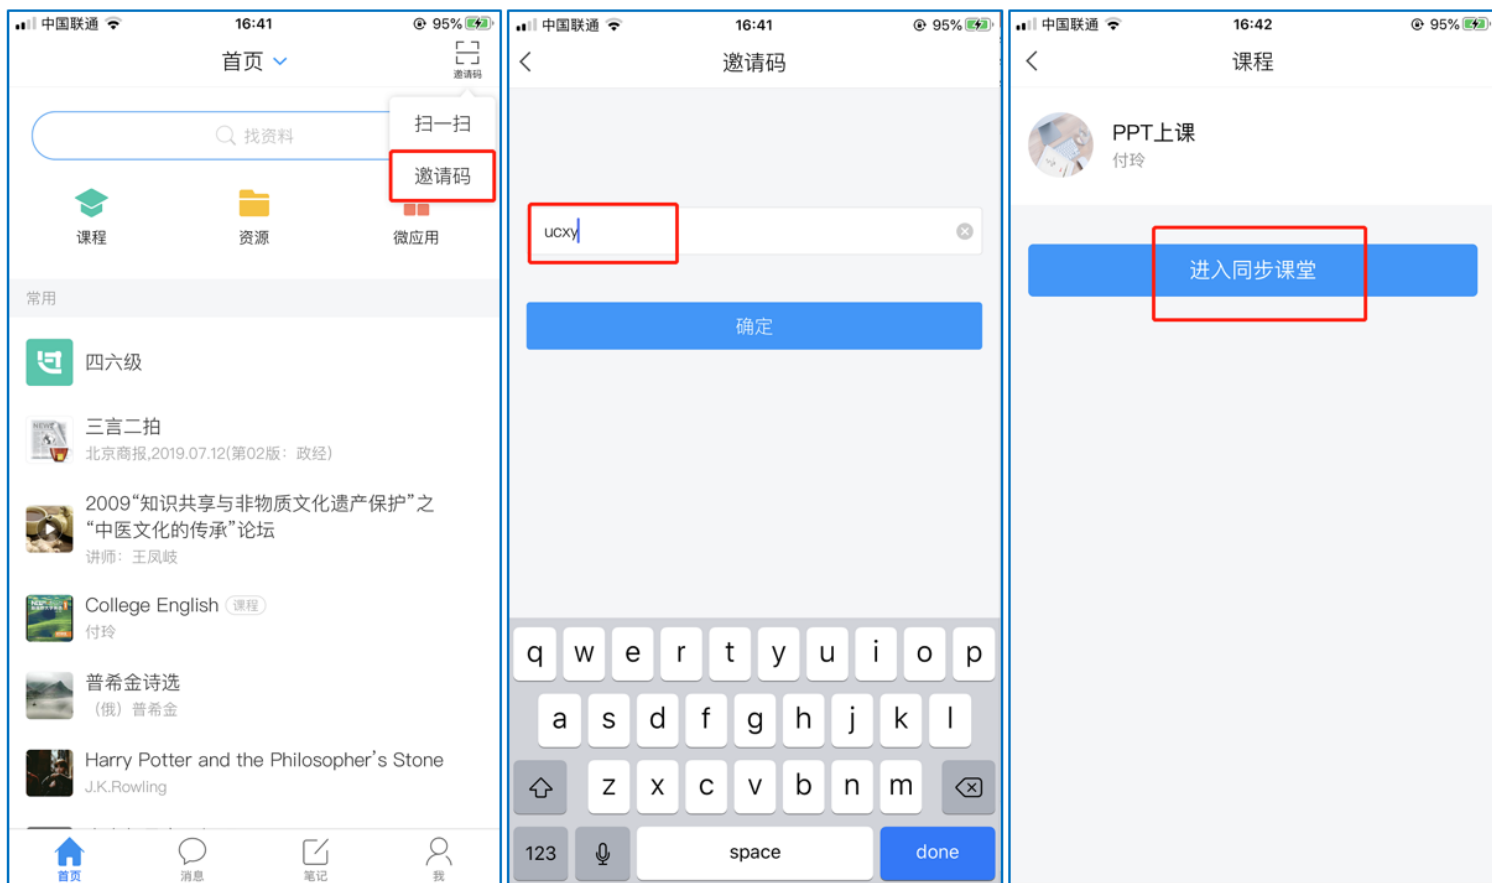 中国联通
16:41
95%
首页
邀请码
扫一扫
找资料
邀请码
课程
资源
微应用
常用
四六级
三言二拍
北京商报,2019.07.12(第02版：政经)
2009“知识共享与非物质文化遗产保护”之
“中医文化的传承”论坛
讲师：王凤岐
College English 课程
付玲
普希金诗选
（俄）普希金
Harry Potter and the Philosopher's Stone
J.K.Rowling
首页
消息
笔记
我
中国联通
16:41
95%
邀请码
ucxy
确定
q w e r t y u i o p
a s d f g h j k l
z x c v b n m
123
space
done
中国联通
16:42
95%
课程
PPT上课
付玲
进入同步课堂